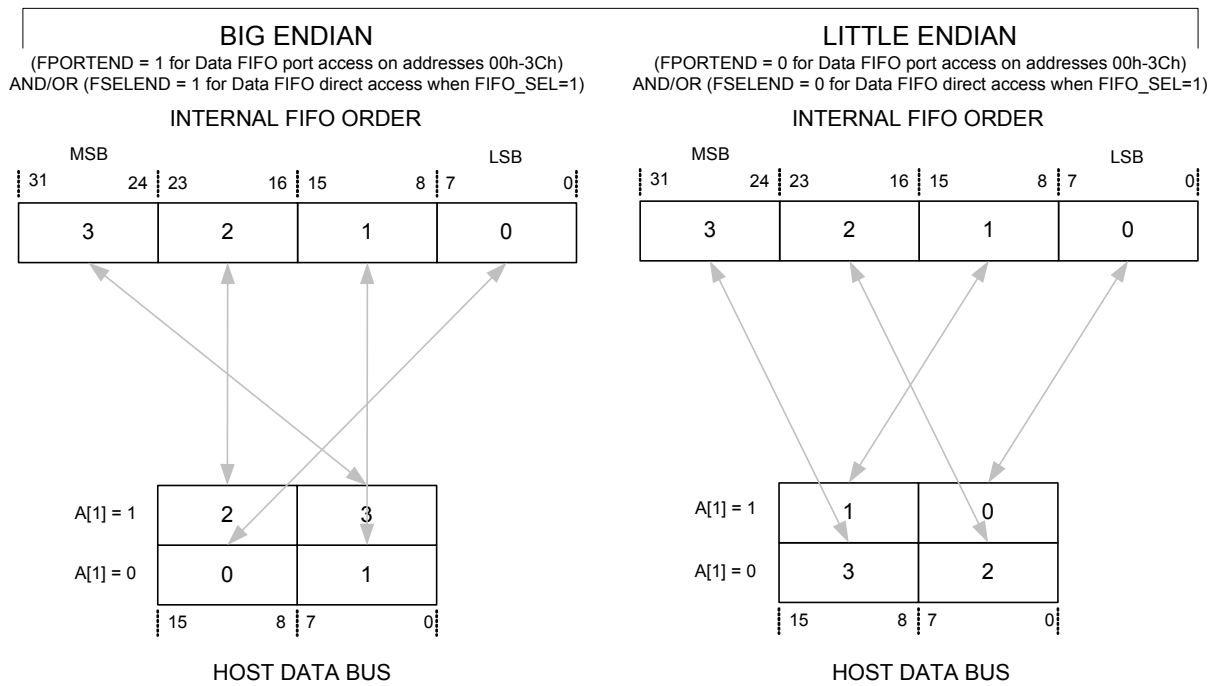 BIG ENDIAN
(FPORTEND = 1 for Data FIFO port access on addresses 00h-3Ch)
AND/OR (FSELEND = 1 for Data FIFO direct access when FIFO_SEL=1)
INTERNAL FIFO ORDER
MSB LSB
31 24 23 16 15 8 7 0
3 2 1 0
A[1] = 1 2 3
A[1] = 0 0 1
15 8 7 0
HOST DATA BUS
LITTLE ENDIAN
(FPORTEND = 0 for Data FIFO port access on addresses 00h-3Ch)
AND/OR (FSELEND = 0 for Data FIFO direct access when FIFO_SEL=1)
INTERNAL FIFO ORDER
MSB LSB
31 24 23 16 15 8 7 0
3 2 1 0
A[1] = 1 1 0
A[1] = 0 3 2
15 8 7 0
HOST DATA BUS